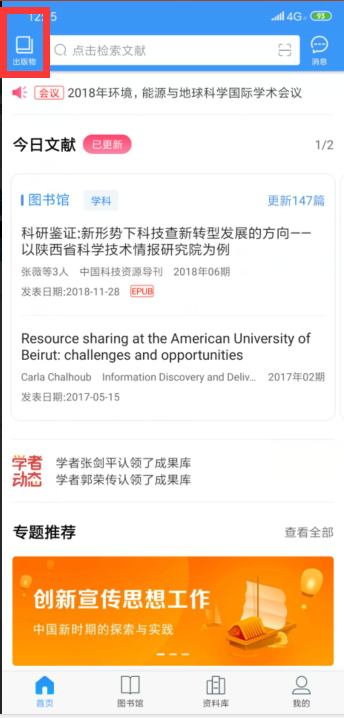 4G
93
出版物
点击检索文献
消息
会议 2018年环境，能源与地球科学国际学术会议
今日文献 已更新 1/2
图书馆 学科 更新147篇
科研鉴证:新形势下科技查新转型发展的方向——
以陕西省科学技术情报研究院为例
张薇等3人 中国科技资源导刊 2018年06期
发表日期:2018-11-28 EPUB
Resource sharing at the American University of
Beirut: challenges and opportunities
Carla Chalhoub Information Discovery and Deliv... 2017年02期
发表日期:2017-05-15
学者
动态
学者张剑平认领了成果库
学者郭荣传认领了成果库
专题推荐 查看全部
创新宣传思想工作
中国新时期的探索与实践
首页 图书馆 资料库 我的